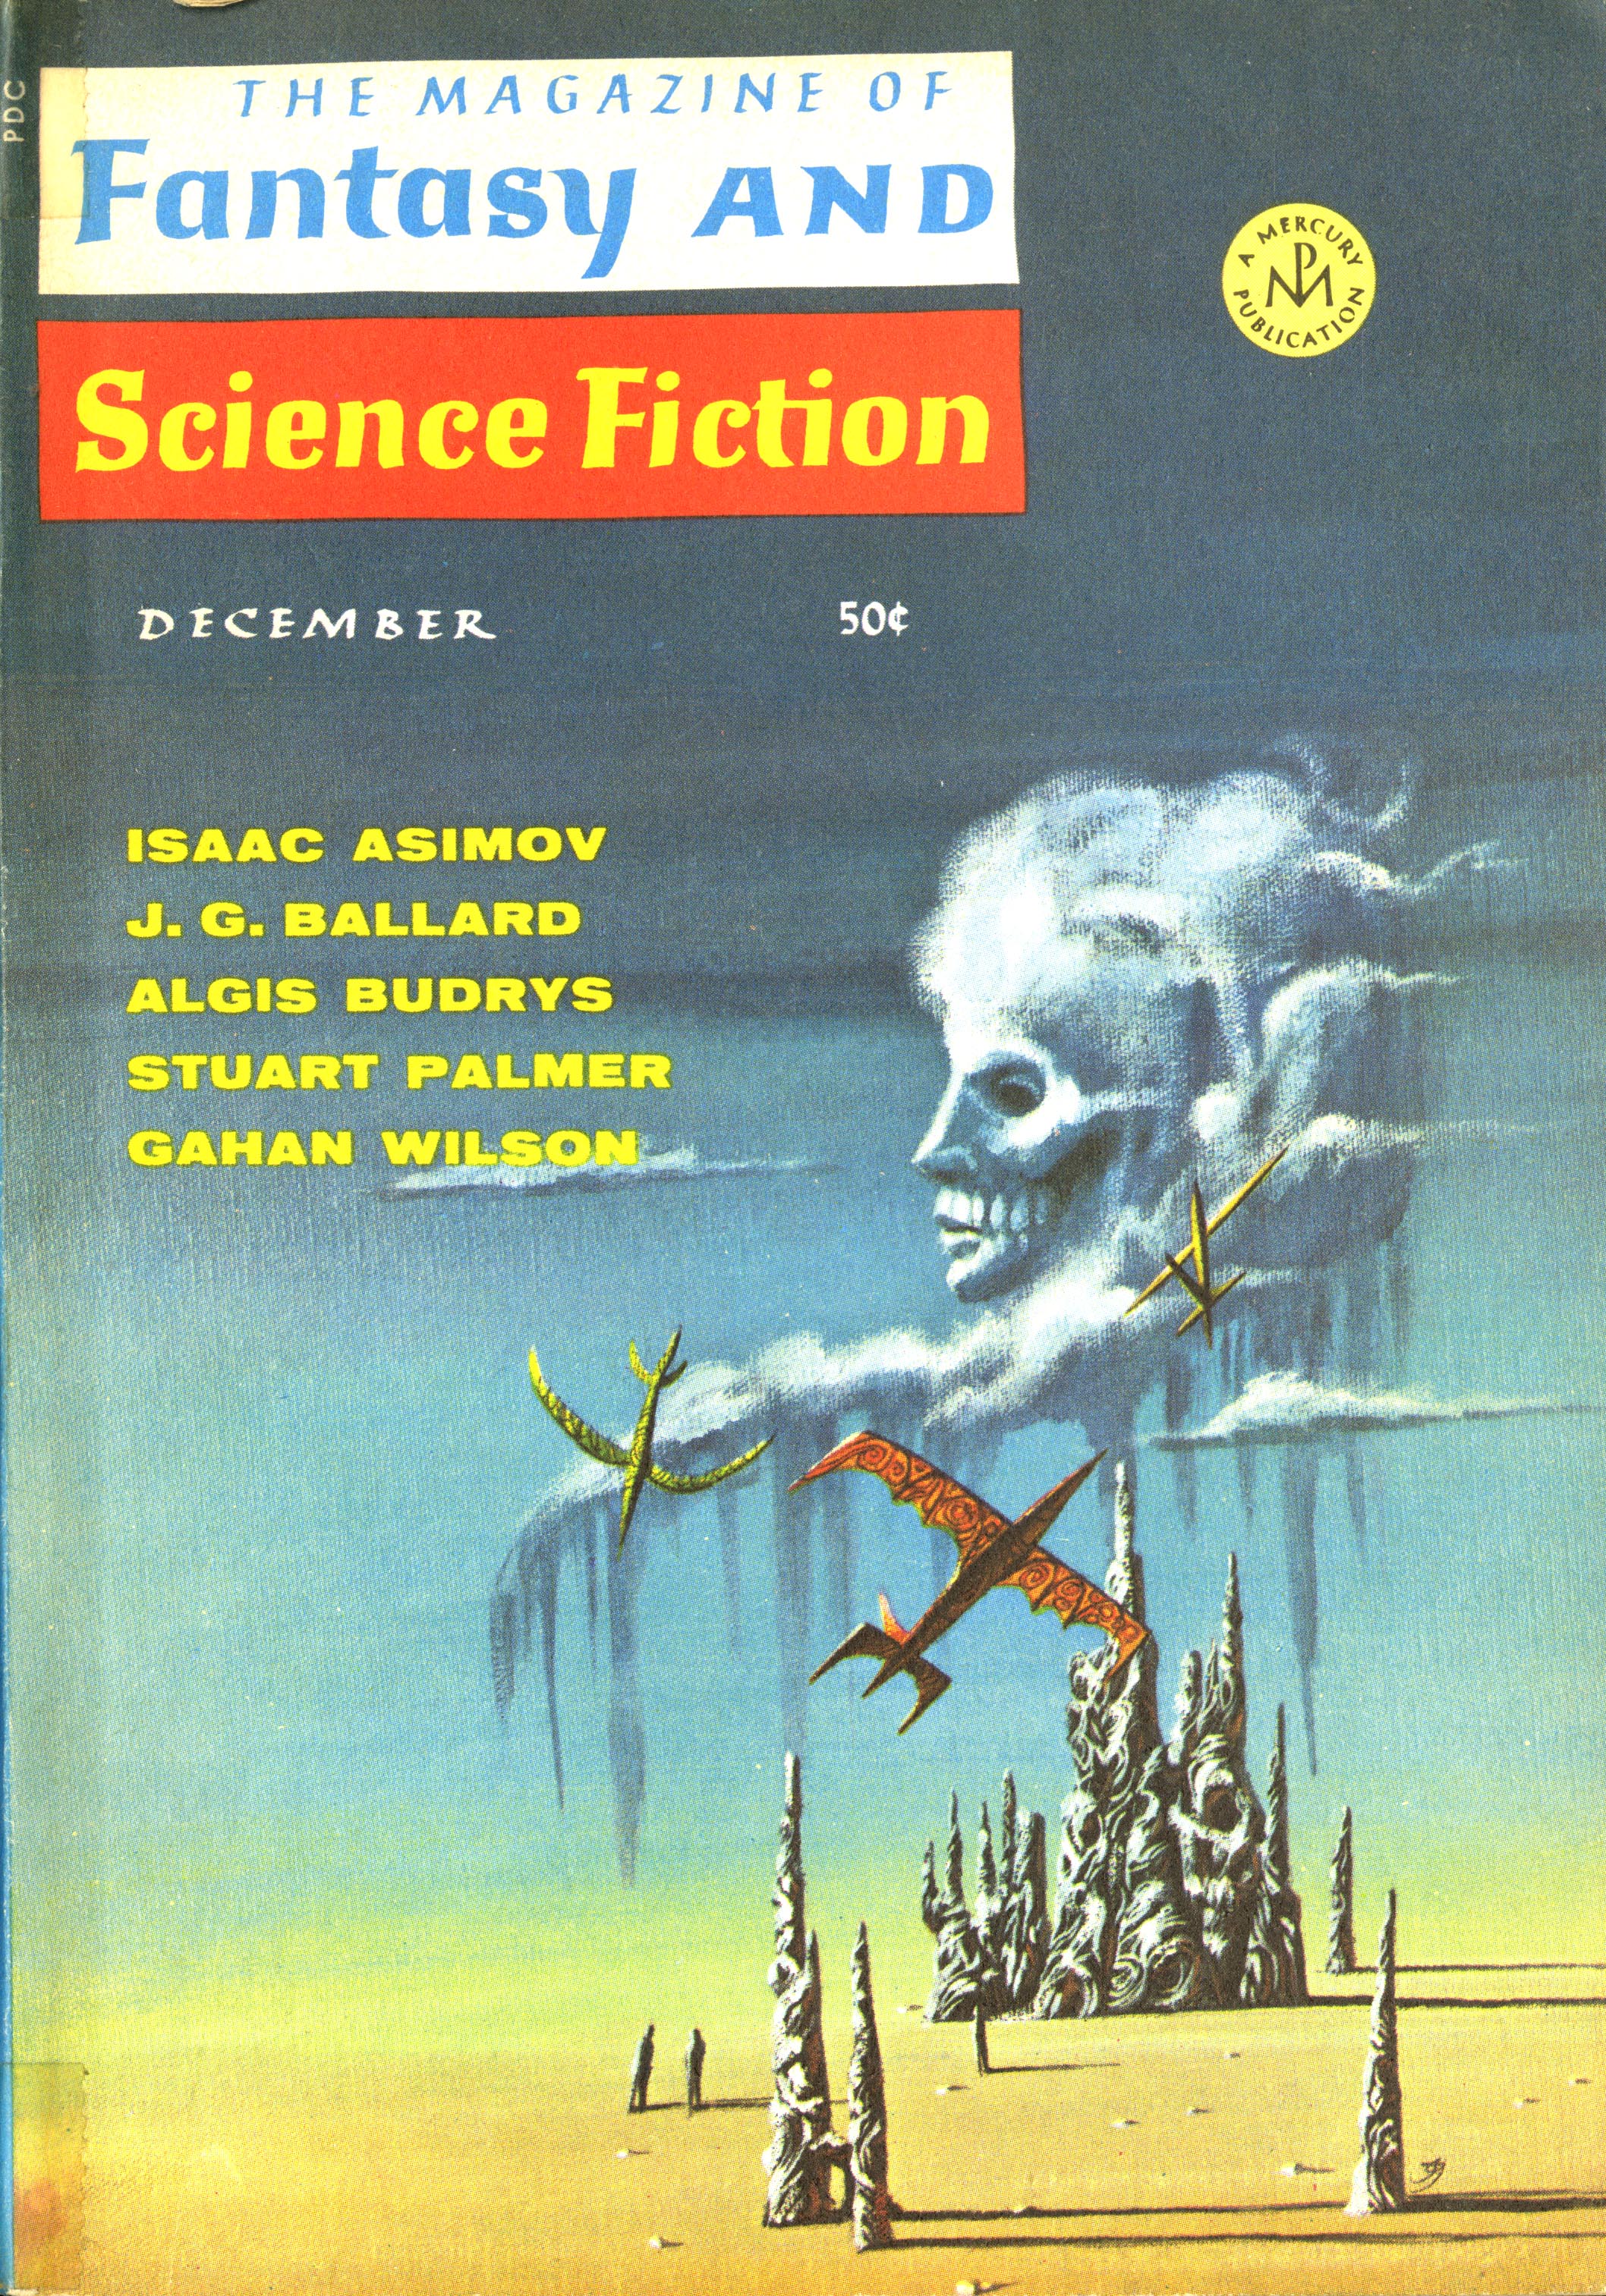 PDC
THE MAGAZINE OF
Fantasy AND
Science Fiction
A MERCURY
PM
PUBLICATION
DECEMBER 50¢
ISAAC ASIMOV
J. G. BALLARD
ALGIS BUDRYS
STUART PALMER
GAHAN WILSON